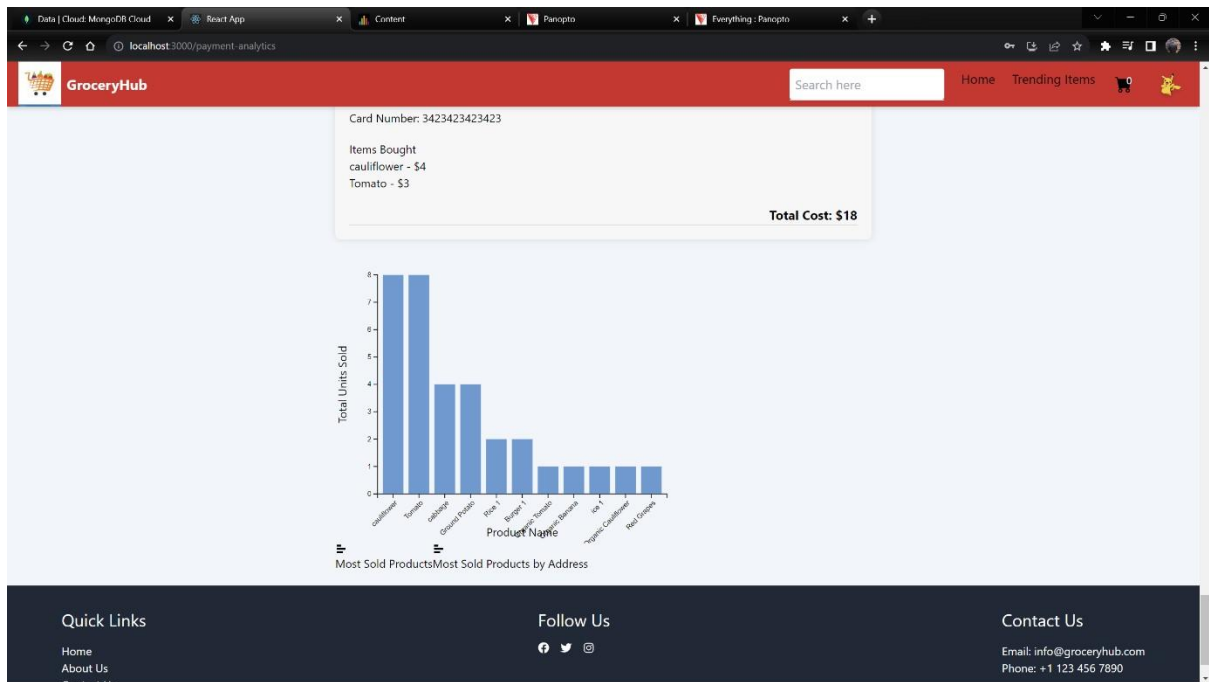 Data | Cloud: MongoDB Cloud
React App
Content
Panopto
Everything : Panopto
localhost:3000/payment-analytics
GroceryHub
Search here
Home
Trending Items
0
Card Number: 3423423423423
Items Bought
cauliflower - $4
Tomato - $3
Total Cost: $18
Total Units Sold
8
7
6
5
4
3
2
1
0
cauliflower
Tomato
cabbage
Ground Potato
Rice 1
Burger 1
Organic Tomato
Organic Banana
ice 1
Organic Cauliflower
Red Grapes
Product Name
Most Sold Products
Most Sold Products by Address
Quick Links
Home
About Us
Follow Us
Contact Us
Email: info@groceryhub.com
Phone: +1 123 456 7890